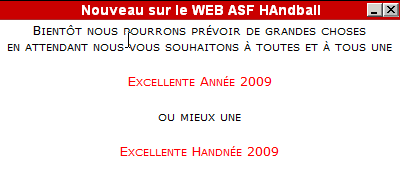 Nouveau sur le WEB ASF HAndball
Bientôt nous pourrons prévoir de grandes choses
en attendant nous vous souhaitons à toutes et à tous une
Excellente Année 2009
ou mieux une
Excellente Handnée 2009